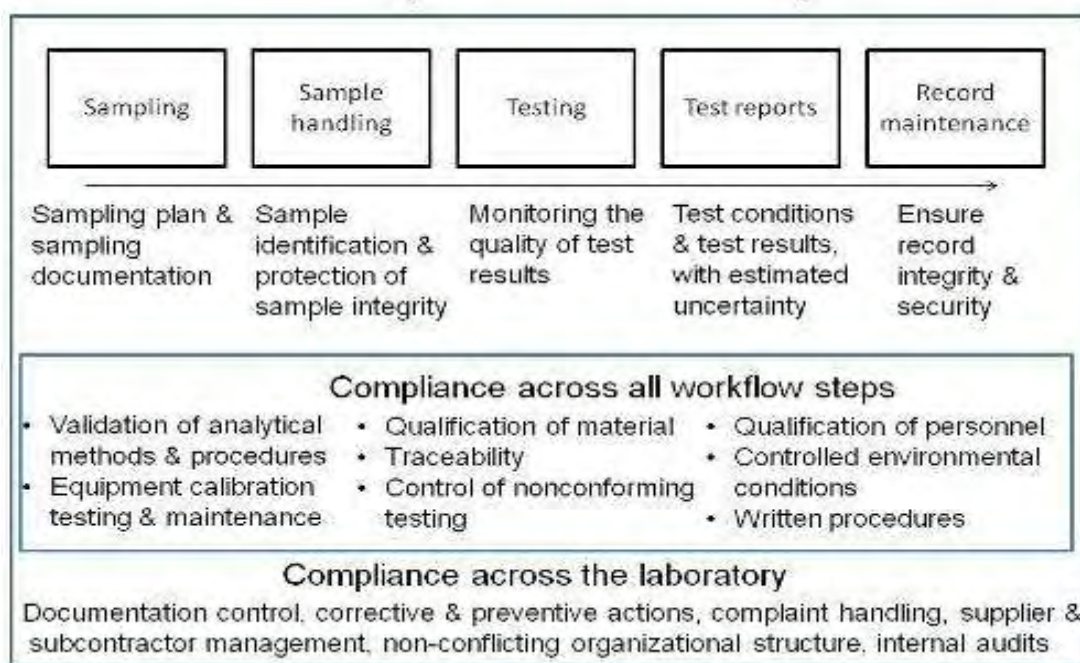 Sampling
Sample
handling
Testing
Test reports
Record
maintenance
Sampling plan &
sampling
documentation
Sample
identification &
protection of
sample integrity
Monitoring the
quality of test
results
Test conditions
& test results,
with estimated
uncertainty
Ensure
record
integrity &
security
Compliance across all workflow steps
• Validation of analytical
methods & procedures
• Equipment calibration
testing & maintenance
• Qualification of material
• Traceability
• Control of nonconforming
testing
• Qualification of personnel
• Controlled environmental
conditions
• Written procedures
Compliance across the laboratory
Documentation control, corrective & preventive actions, complaint handling, supplier &
subcontractor management, non-conflicting organizational structure, internal audits